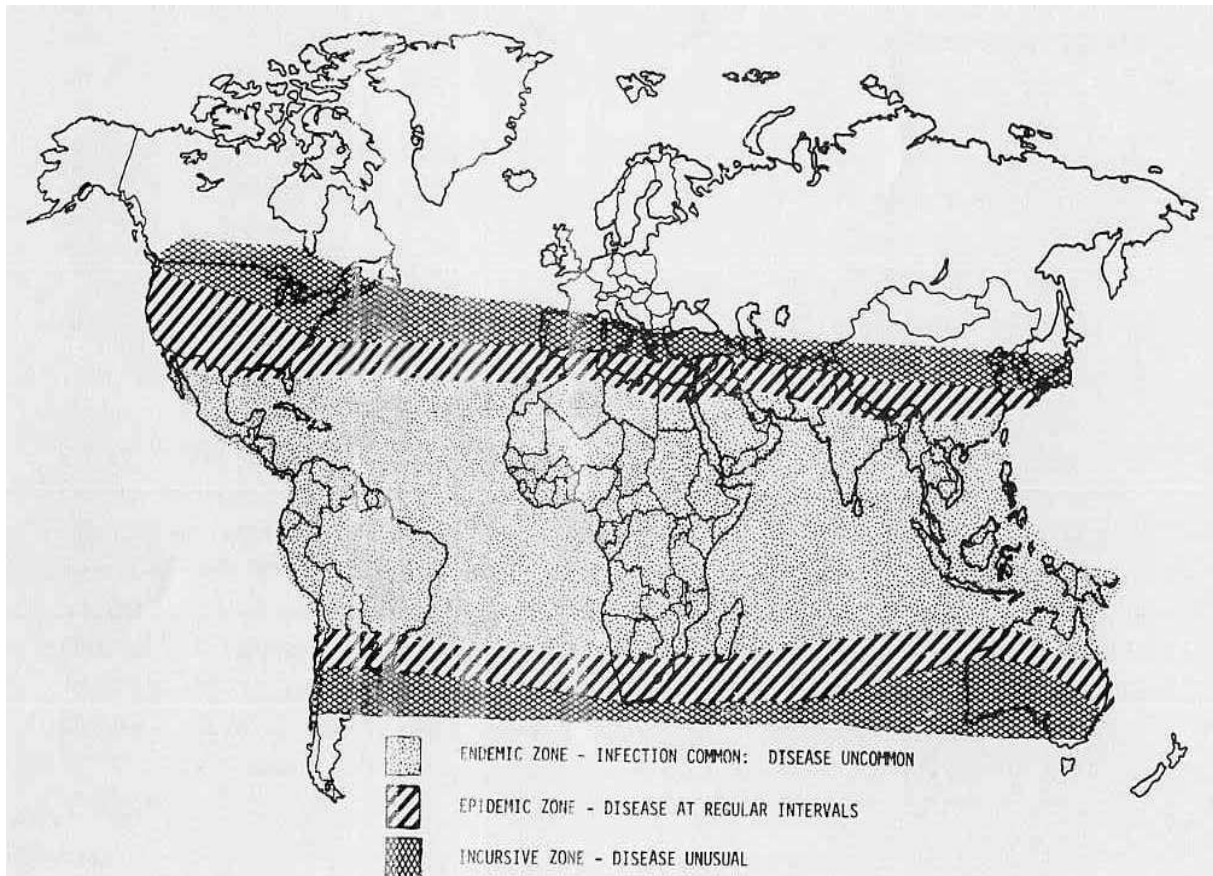 ENDEMIC ZONE - INFECTION COMMON: DISEASE UNCOMMON
EPIDEMIC ZONE - DISEASE AT REGULAR INTERVALS
INCURSIVE ZONE - DISEASE UNUSUAL